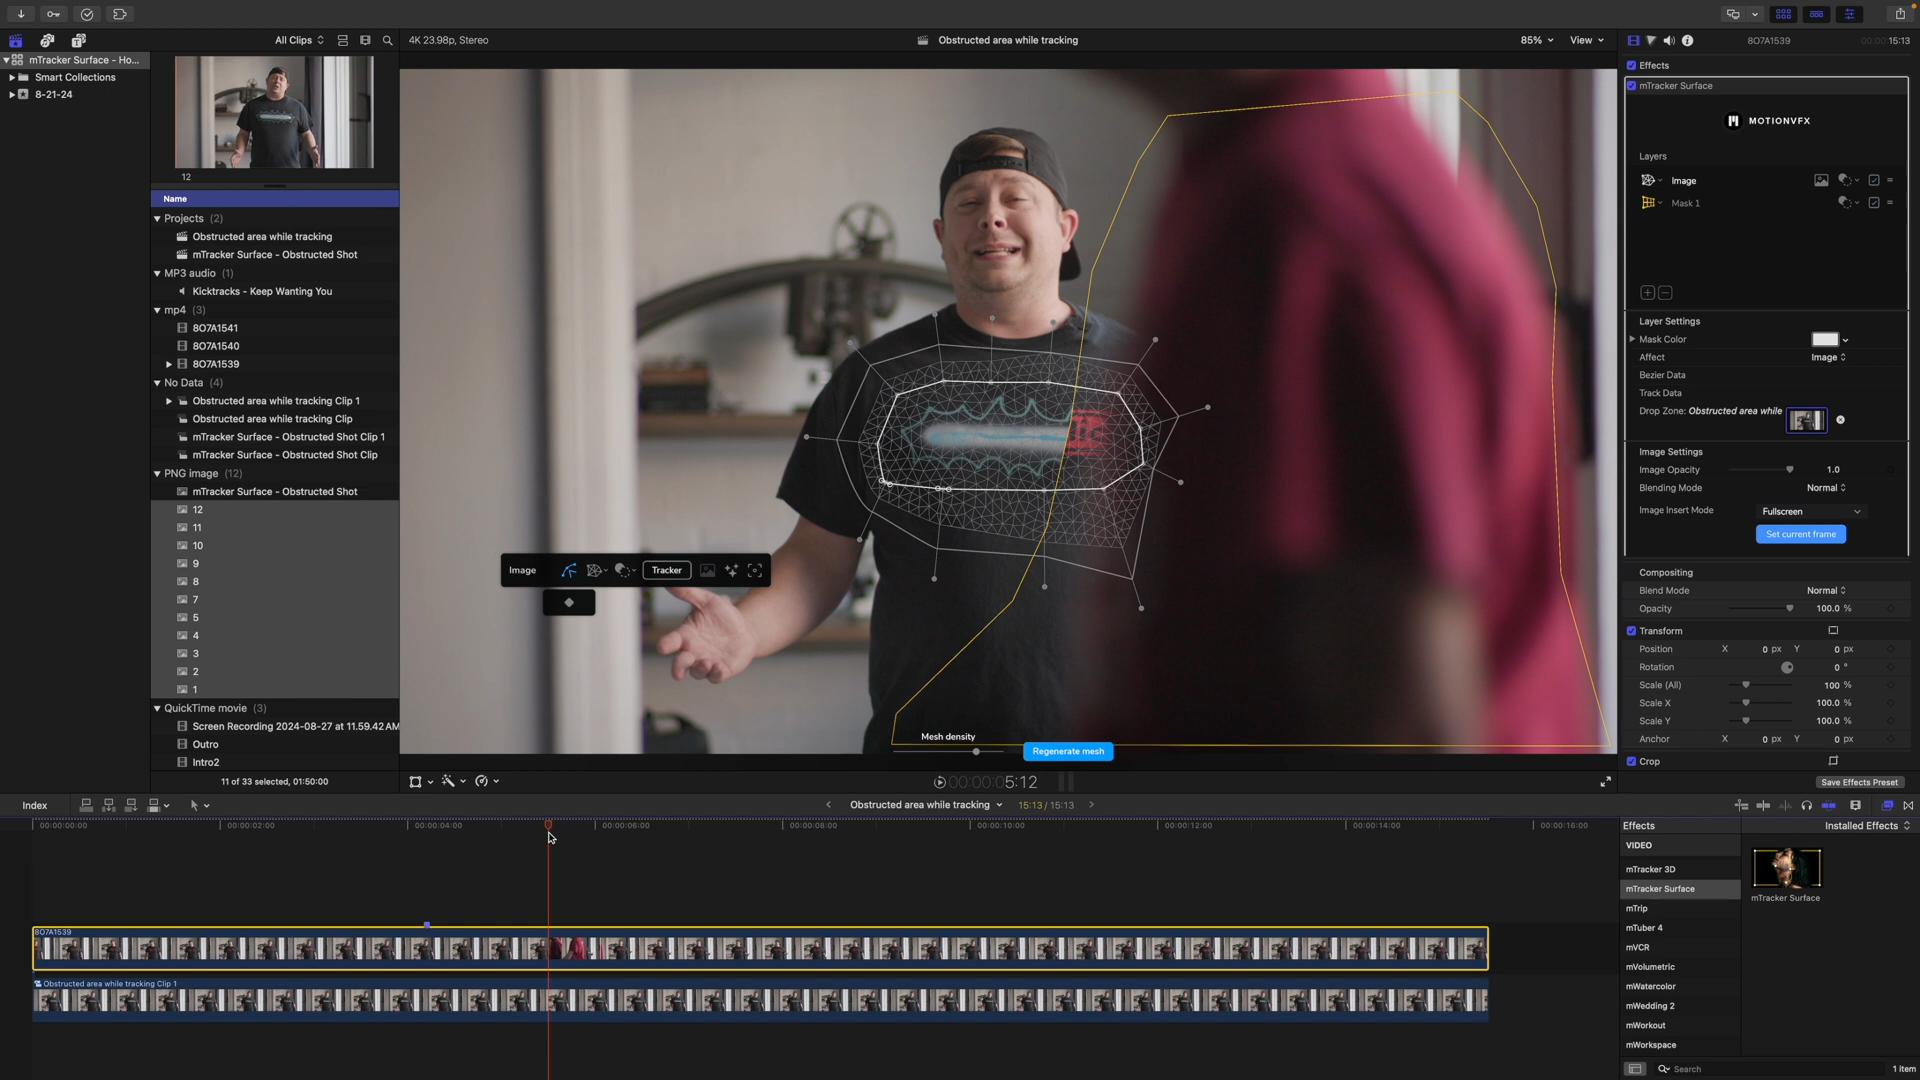 All Clips
4K 23.98p, Stereo
Obstructed area while tracking
85%
View
8O7A1539
00:00:00:15:13
mTracker Surface - Ho...
Smart Collections
8-21-24
12
Name
Projects (2)
Obstructed area while tracking
mTracker Surface - Obstructed Shot
MP3 audio (1)
Kicktracks - Keep Wanting You
mp4 (3)
8O7A1541
8O7A1540
8O7A1539
No Data (4)
Obstructed area while tracking Clip 1
Obstructed area while tracking Clip
mTracker Surface - Obstructed Shot Clip 1
mTracker Surface - Obstructed Shot Clip
PNG image (12)
mTracker Surface - Obstructed Shot
12
11
10
9
8
7
5
4
3
2
1
QuickTime movie (3)
Screen Recording 2024-08-27 at 11.59.42 AM
Outro
Intro2
11 of 33 selected, 01:50:00
Image
Tracker
Mesh density
Regenerate mesh
00:00:05:12
Effects
mTracker Surface
MOTIONVFX
Layers
Image
Mask 1
Layer Settings
Mask Color
Affect Image
Bezier Data
Track Data
Drop Zone: Obstructed area while
Image Settings
Image Opacity 1.0
Blending Mode Normal
Image Insert Mode Fullscreen
Set current frame
Compositing
Blend Mode Normal
Opacity 100.0 %
Transform
Position X 0 px Y 0 px
Rotation 0 °
Scale (All) 100 %
Scale X 100.0 %
Scale Y 100.0 %
Anchor X 0 px Y 0 px
Crop
Save Effects Preset
Index
Obstructed area while tracking
15:13 / 15:13
00:00:00:00
00:00:02:00
00:00:04:00
00:00:06:00
00:00:08:00
00:00:10:00
00:00:12:00
00:00:14:00
00:00:16:00
8O7A1539
Obstructed area while tracking Clip 1
Effects
Installed Effects
VIDEO
mTracker 3D
mTracker Surface
mTrip
mTuber 4
mVCR
mVolumetric
mWatercolor
mWedding 2
mWorkout
mWorkspace
mTracker Surface
Search
1 item